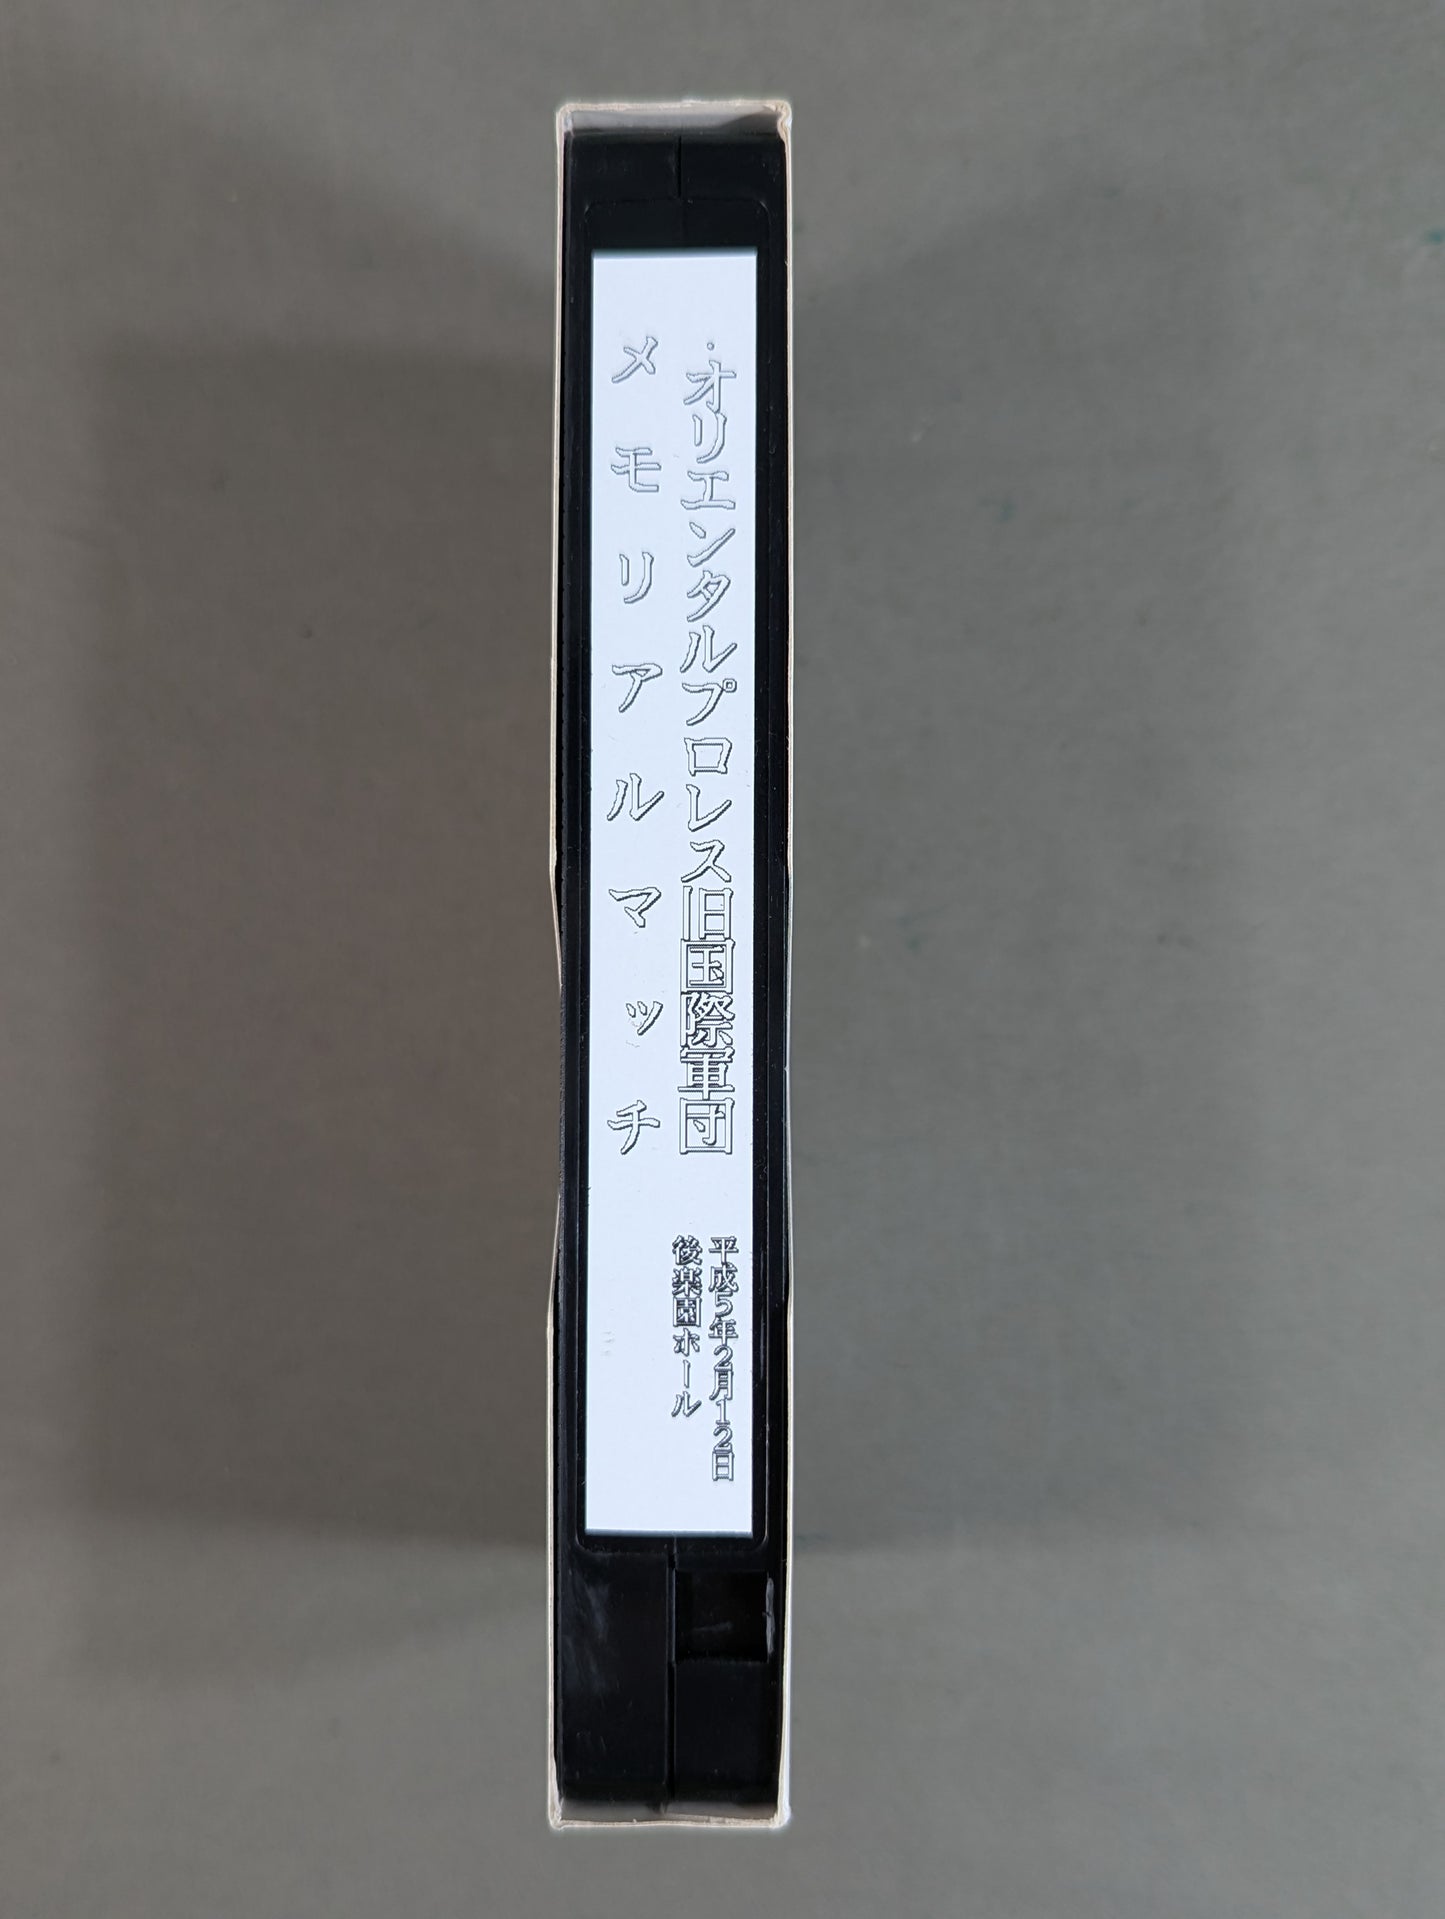 ・オリエンタルプロレス旧国際軍団
メモリアルマッチ
平成5年2月12日
後楽園ホール